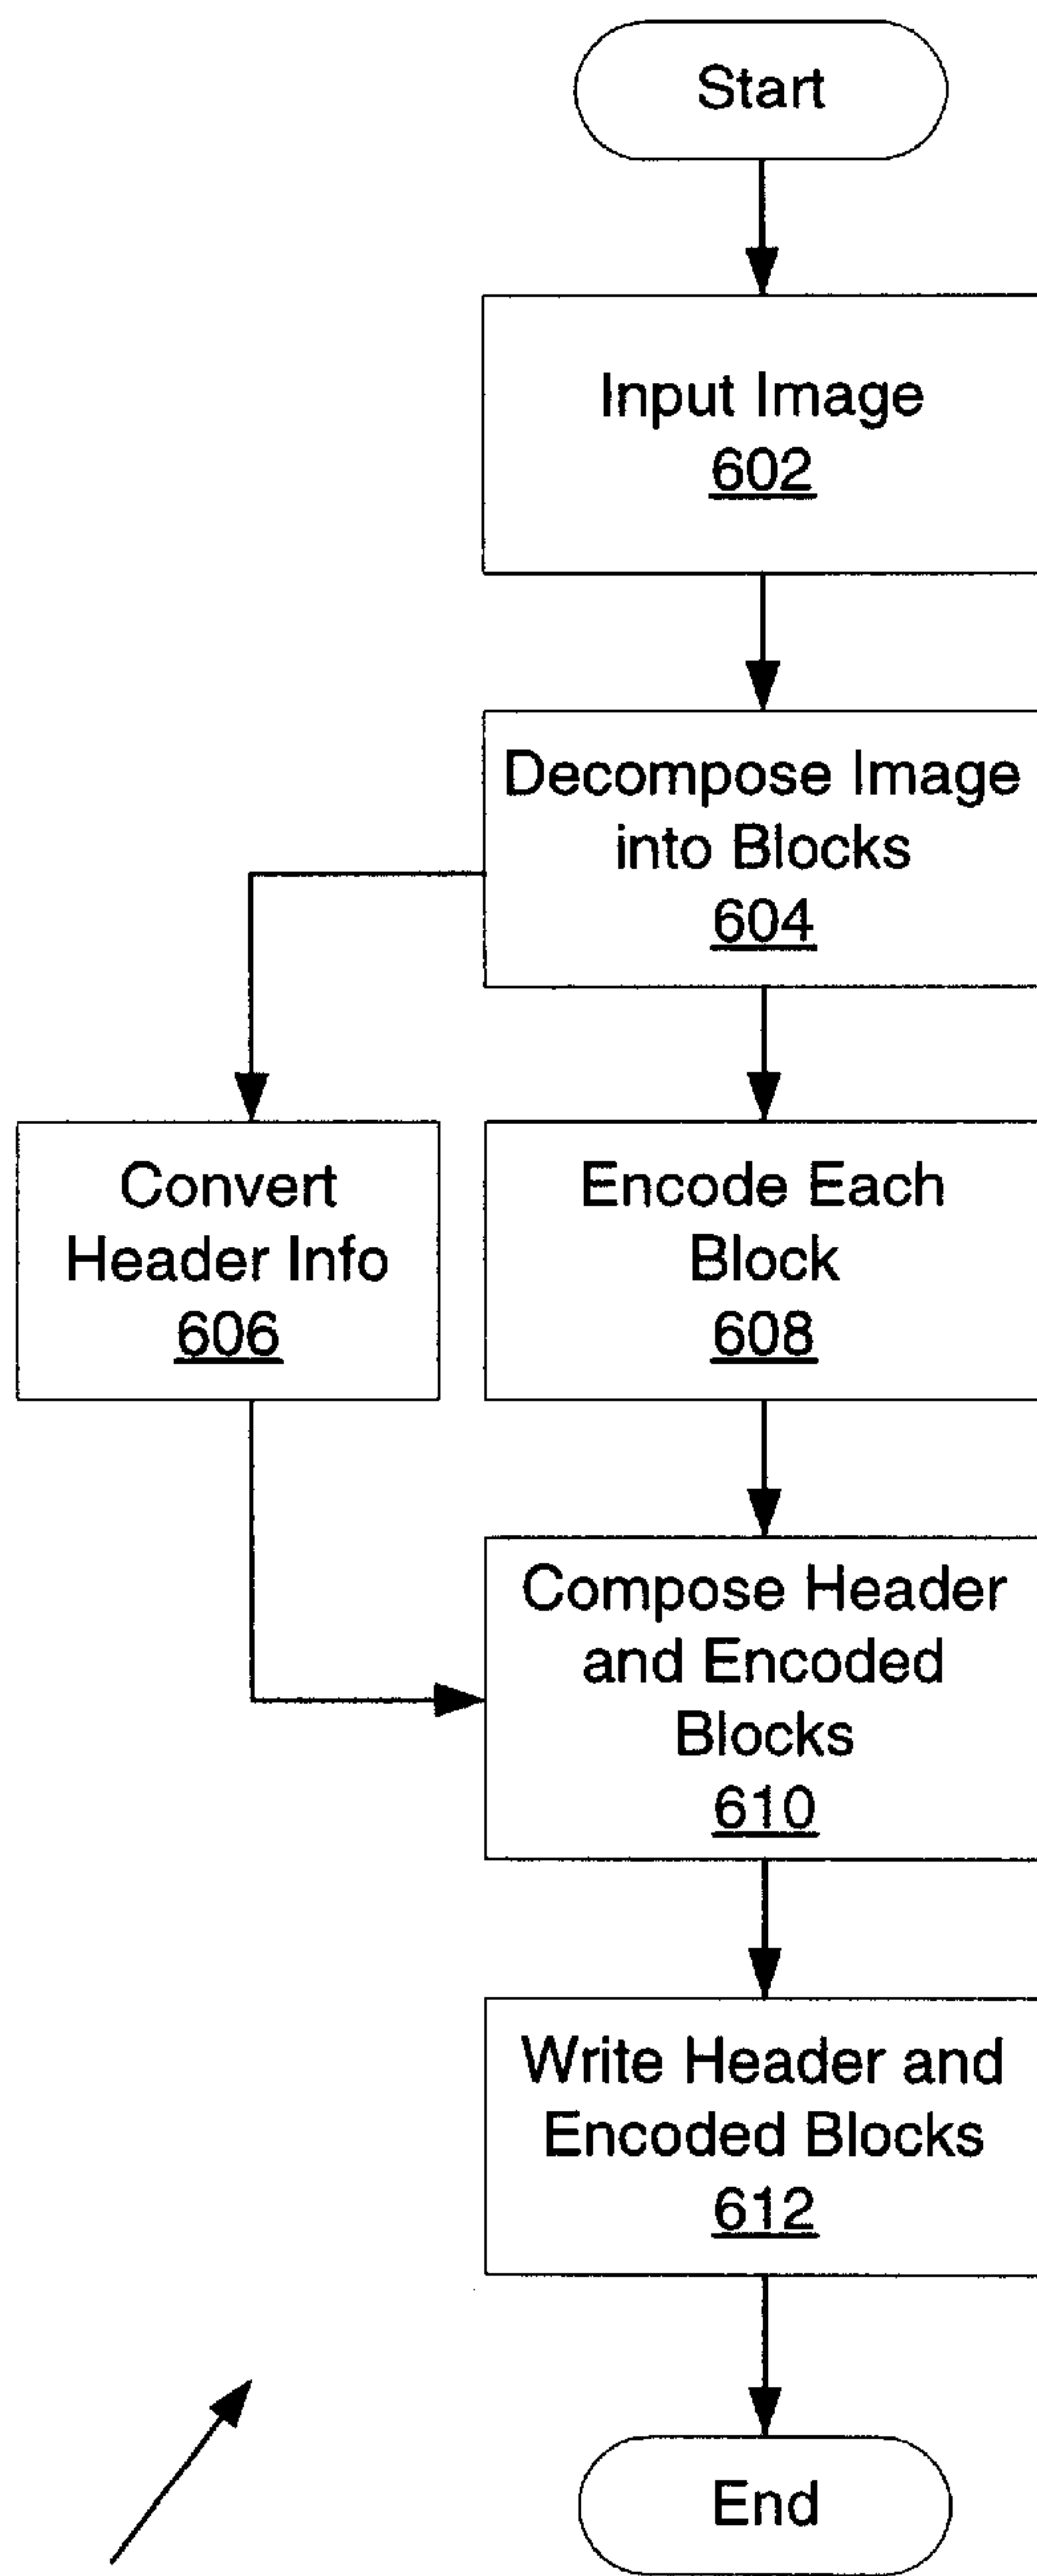 Start
Input Image
602
Decompose Image
into Blocks
604
Convert
Header Info
606
Encode Each
Block
608
Compose Header
and Encoded
Blocks
610
Write Header and
Encoded Blocks
612
End